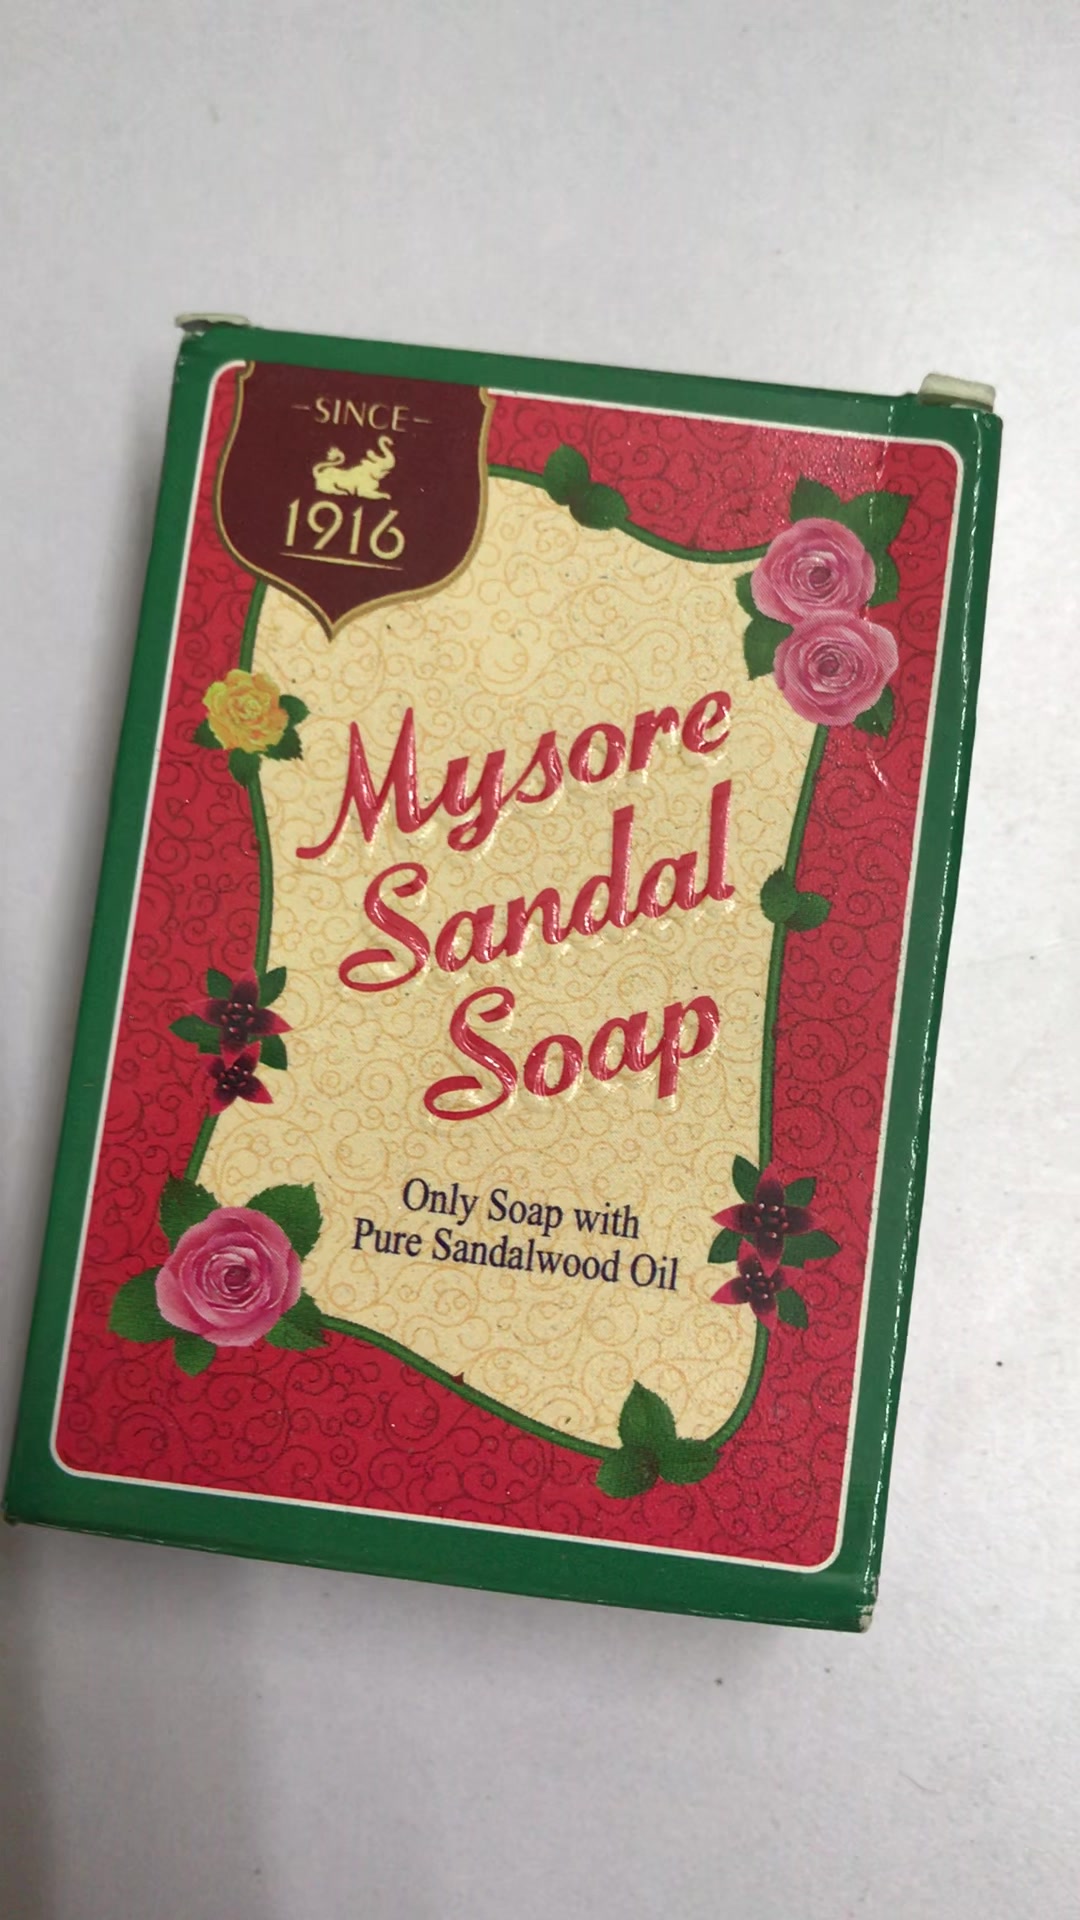 -SINCE-
1916
Mysore
Sandal
Soap
Only Soap with
Pure Sandalwood Oil